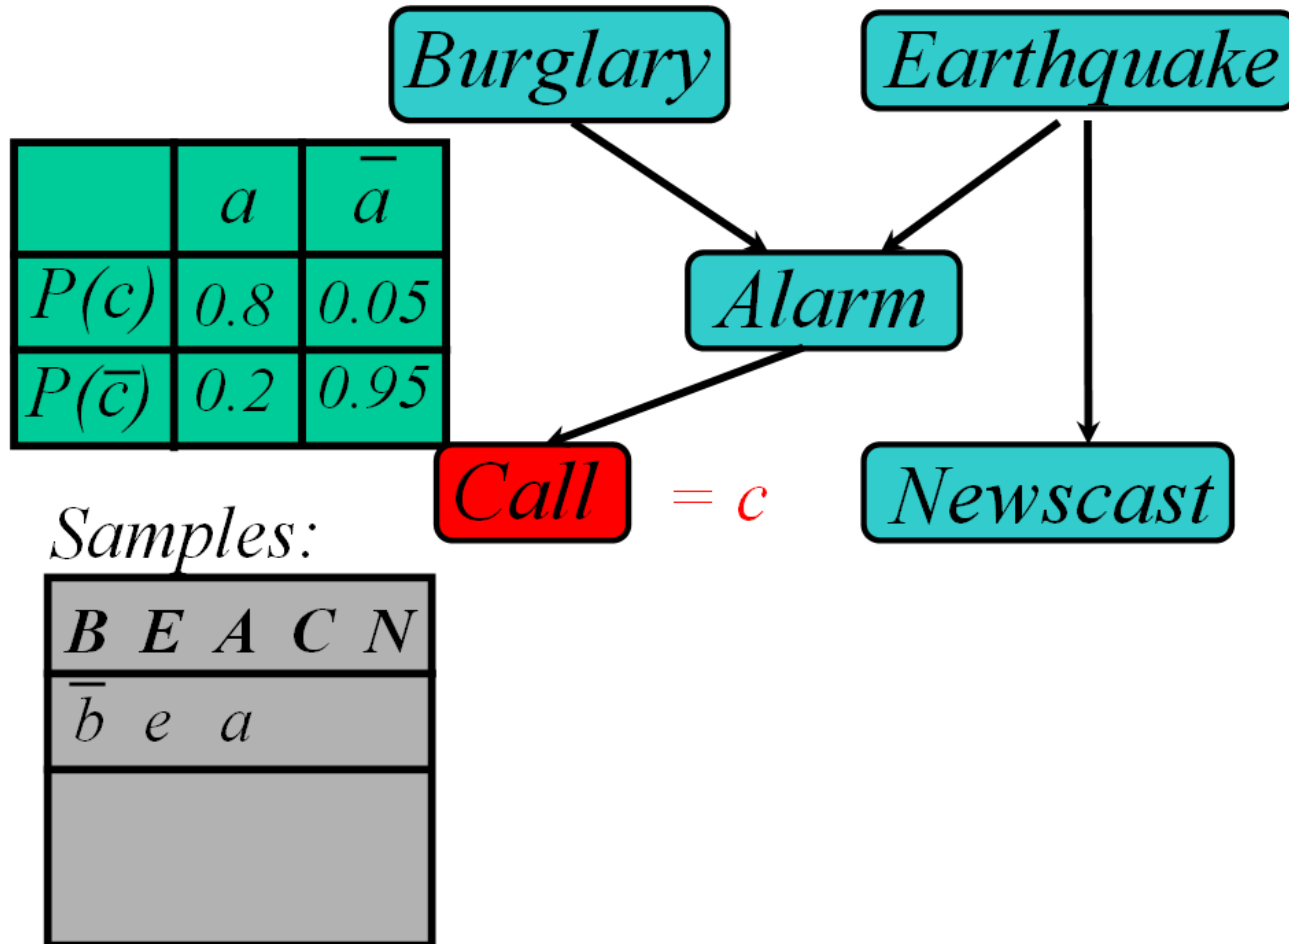 Burglary
Earthquake
a a̅
P(c) 0.8 0.05
P(c̅) 0.2 0.95
Alarm
Call = c
Newscast
Samples:
B E A C N
b̅ e a